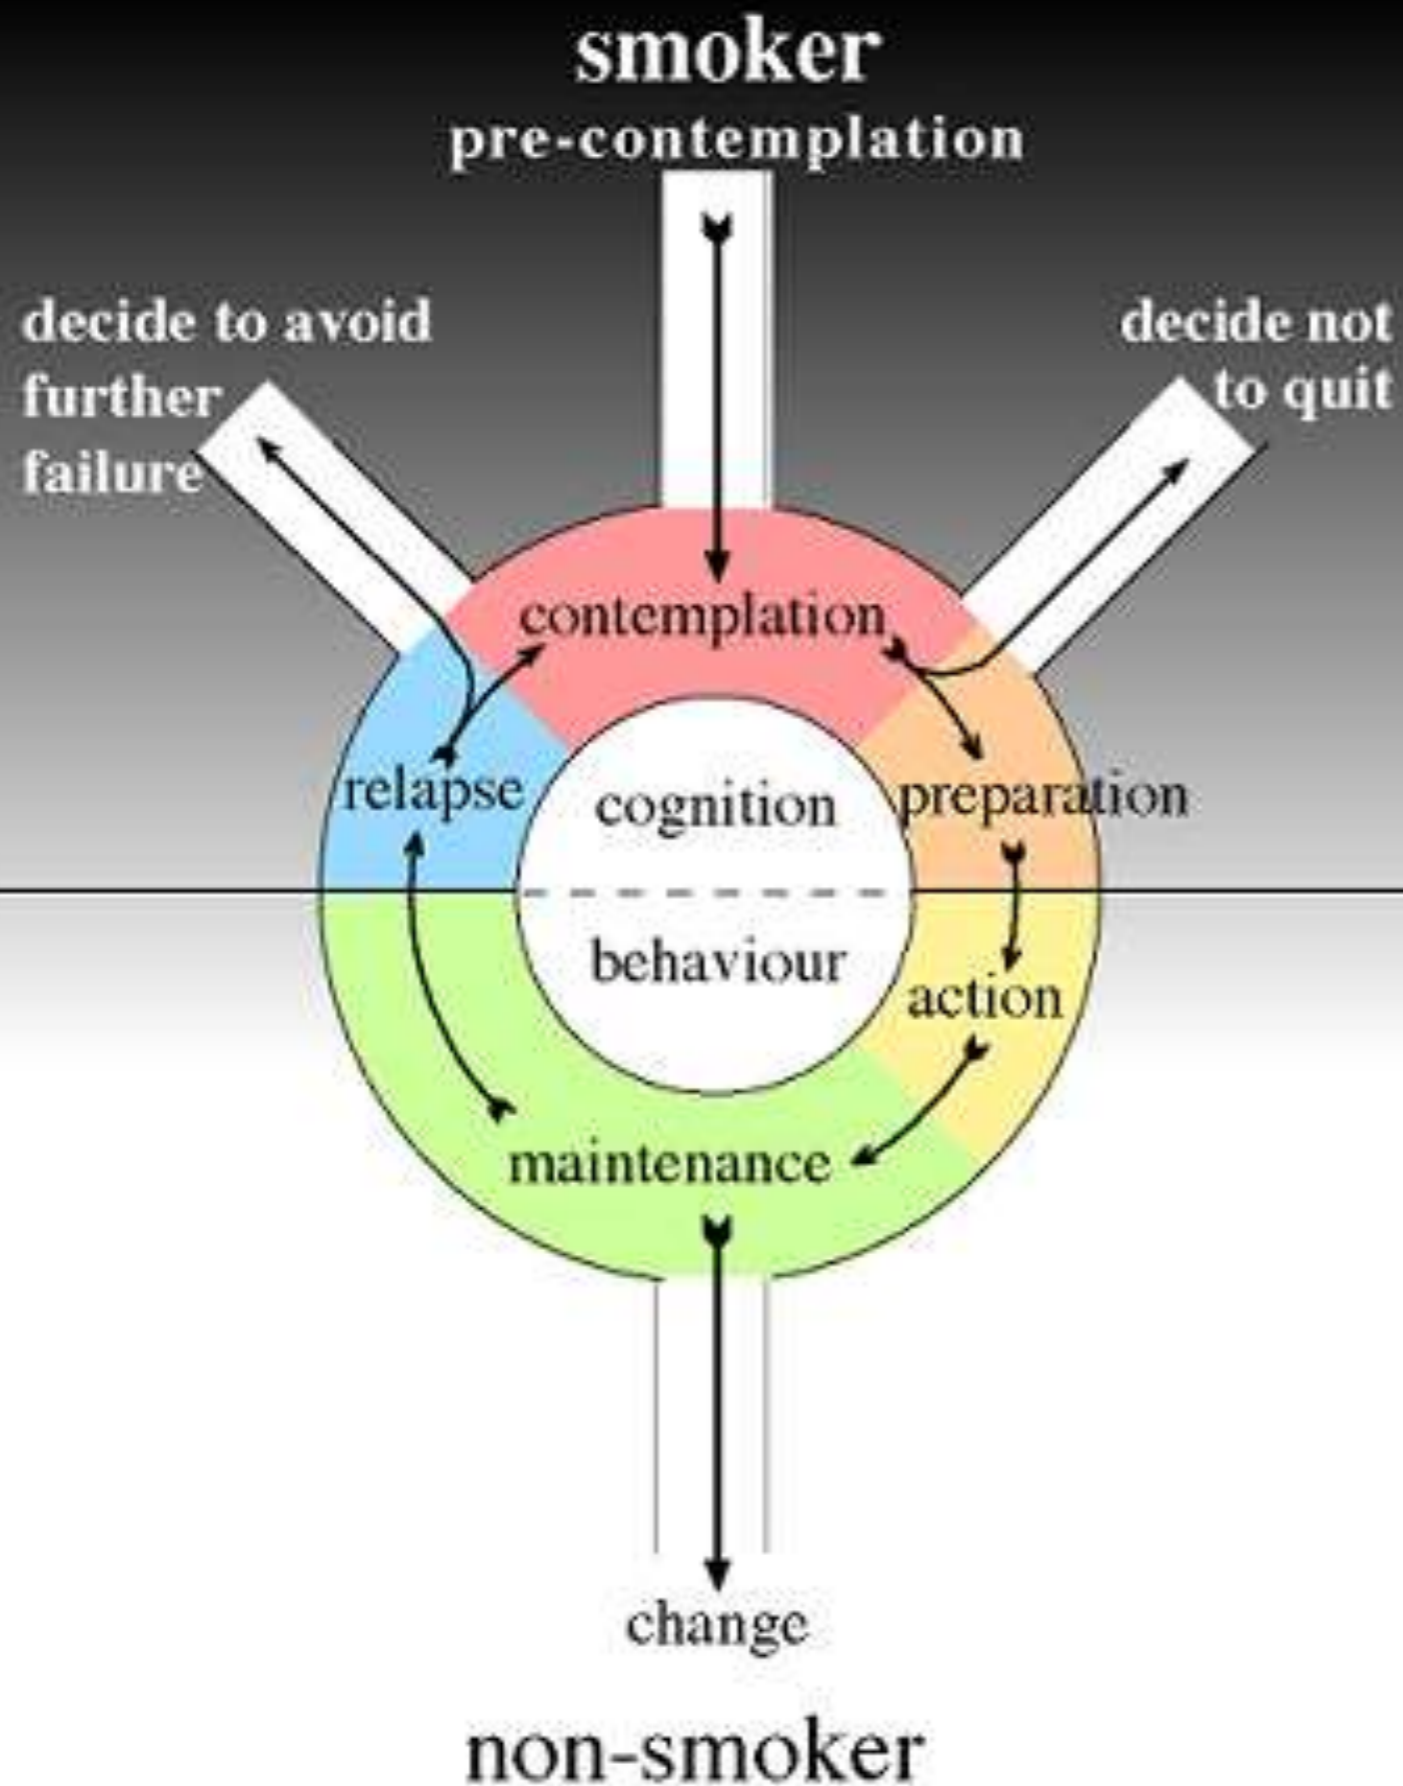 smoker
pre-contemplation
decide to avoid
further
failure
decide not
to quit
contemplation
relapse
cognition
preparation
behaviour
action
maintenance
change
non-smoker